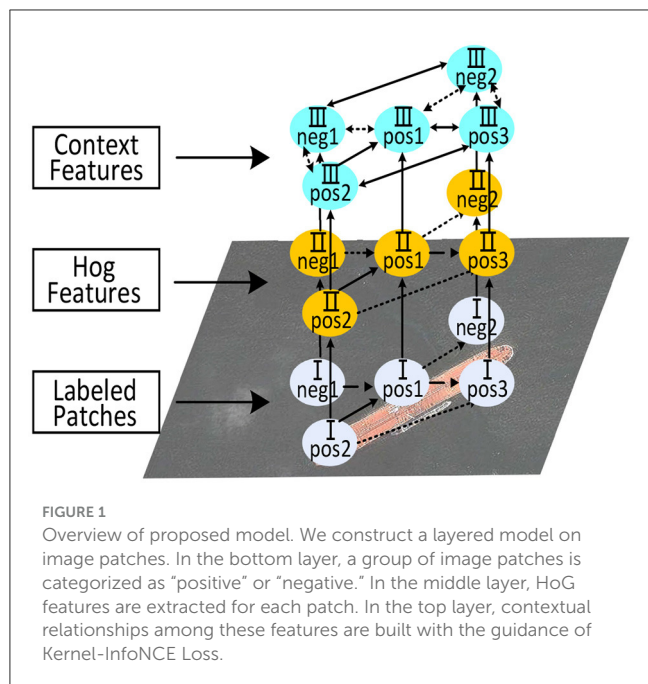 III
neg2
III
neg1
III
pos1
III
pos3
Context
Features
III
pos2
II
neg2
II
neg1
II
pos1
II
pos3
Hog
Features
II
pos2
I
neg2
I
neg1
I
pos1
I
pos3
Labeled
Patches
I
pos2
FIGURE 1
Overview of proposed model. We construct a layered model on
image patches. In the bottom layer, a group of image patches is
categorized as “positive” or “negative.” In the middle layer, HoG
features are extracted for each patch. In the top layer, contextual
relationships among these features are built with the guidance of
Kernel-InfoNCE Loss.